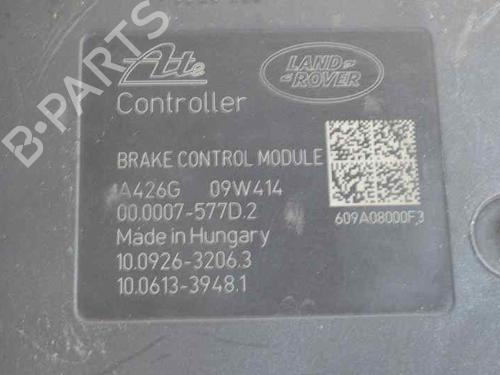 Ate
LAND ROVER
Controller
BRAKE CONTROL MODULE
A426G 09W414
00.0007-577D.2
609A08000F3
Made in Hungary
10.0926-3206.3
10.0613-3948.1
B-PARTS